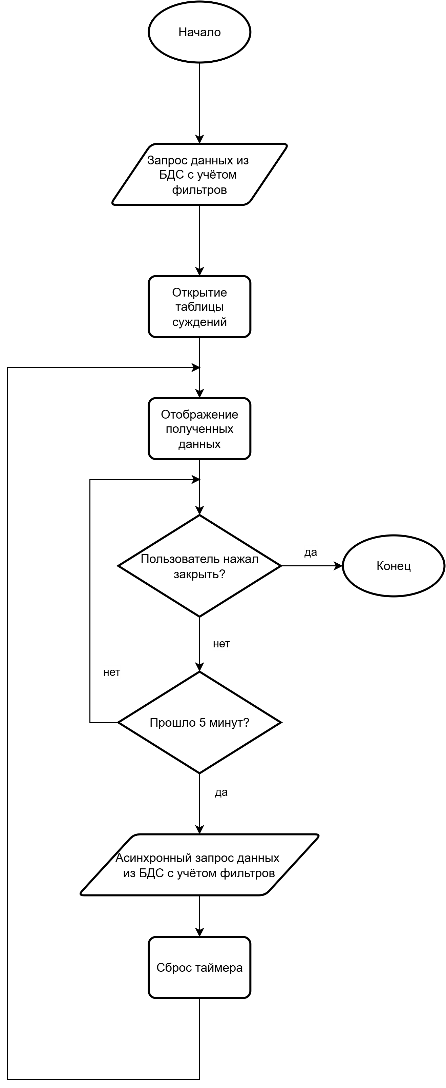 Начало
Запрос данных из
БДС с учётом
фильтров
Открытие
таблицы
суждений
Отображение
полученных
данных
Пользователь нажал
закрыть?
да
Конец
нет
нет
Прошло 5 минут?
да
Асинхронный запрос данных
из БДС с учётом фильтров
Сброс таймера